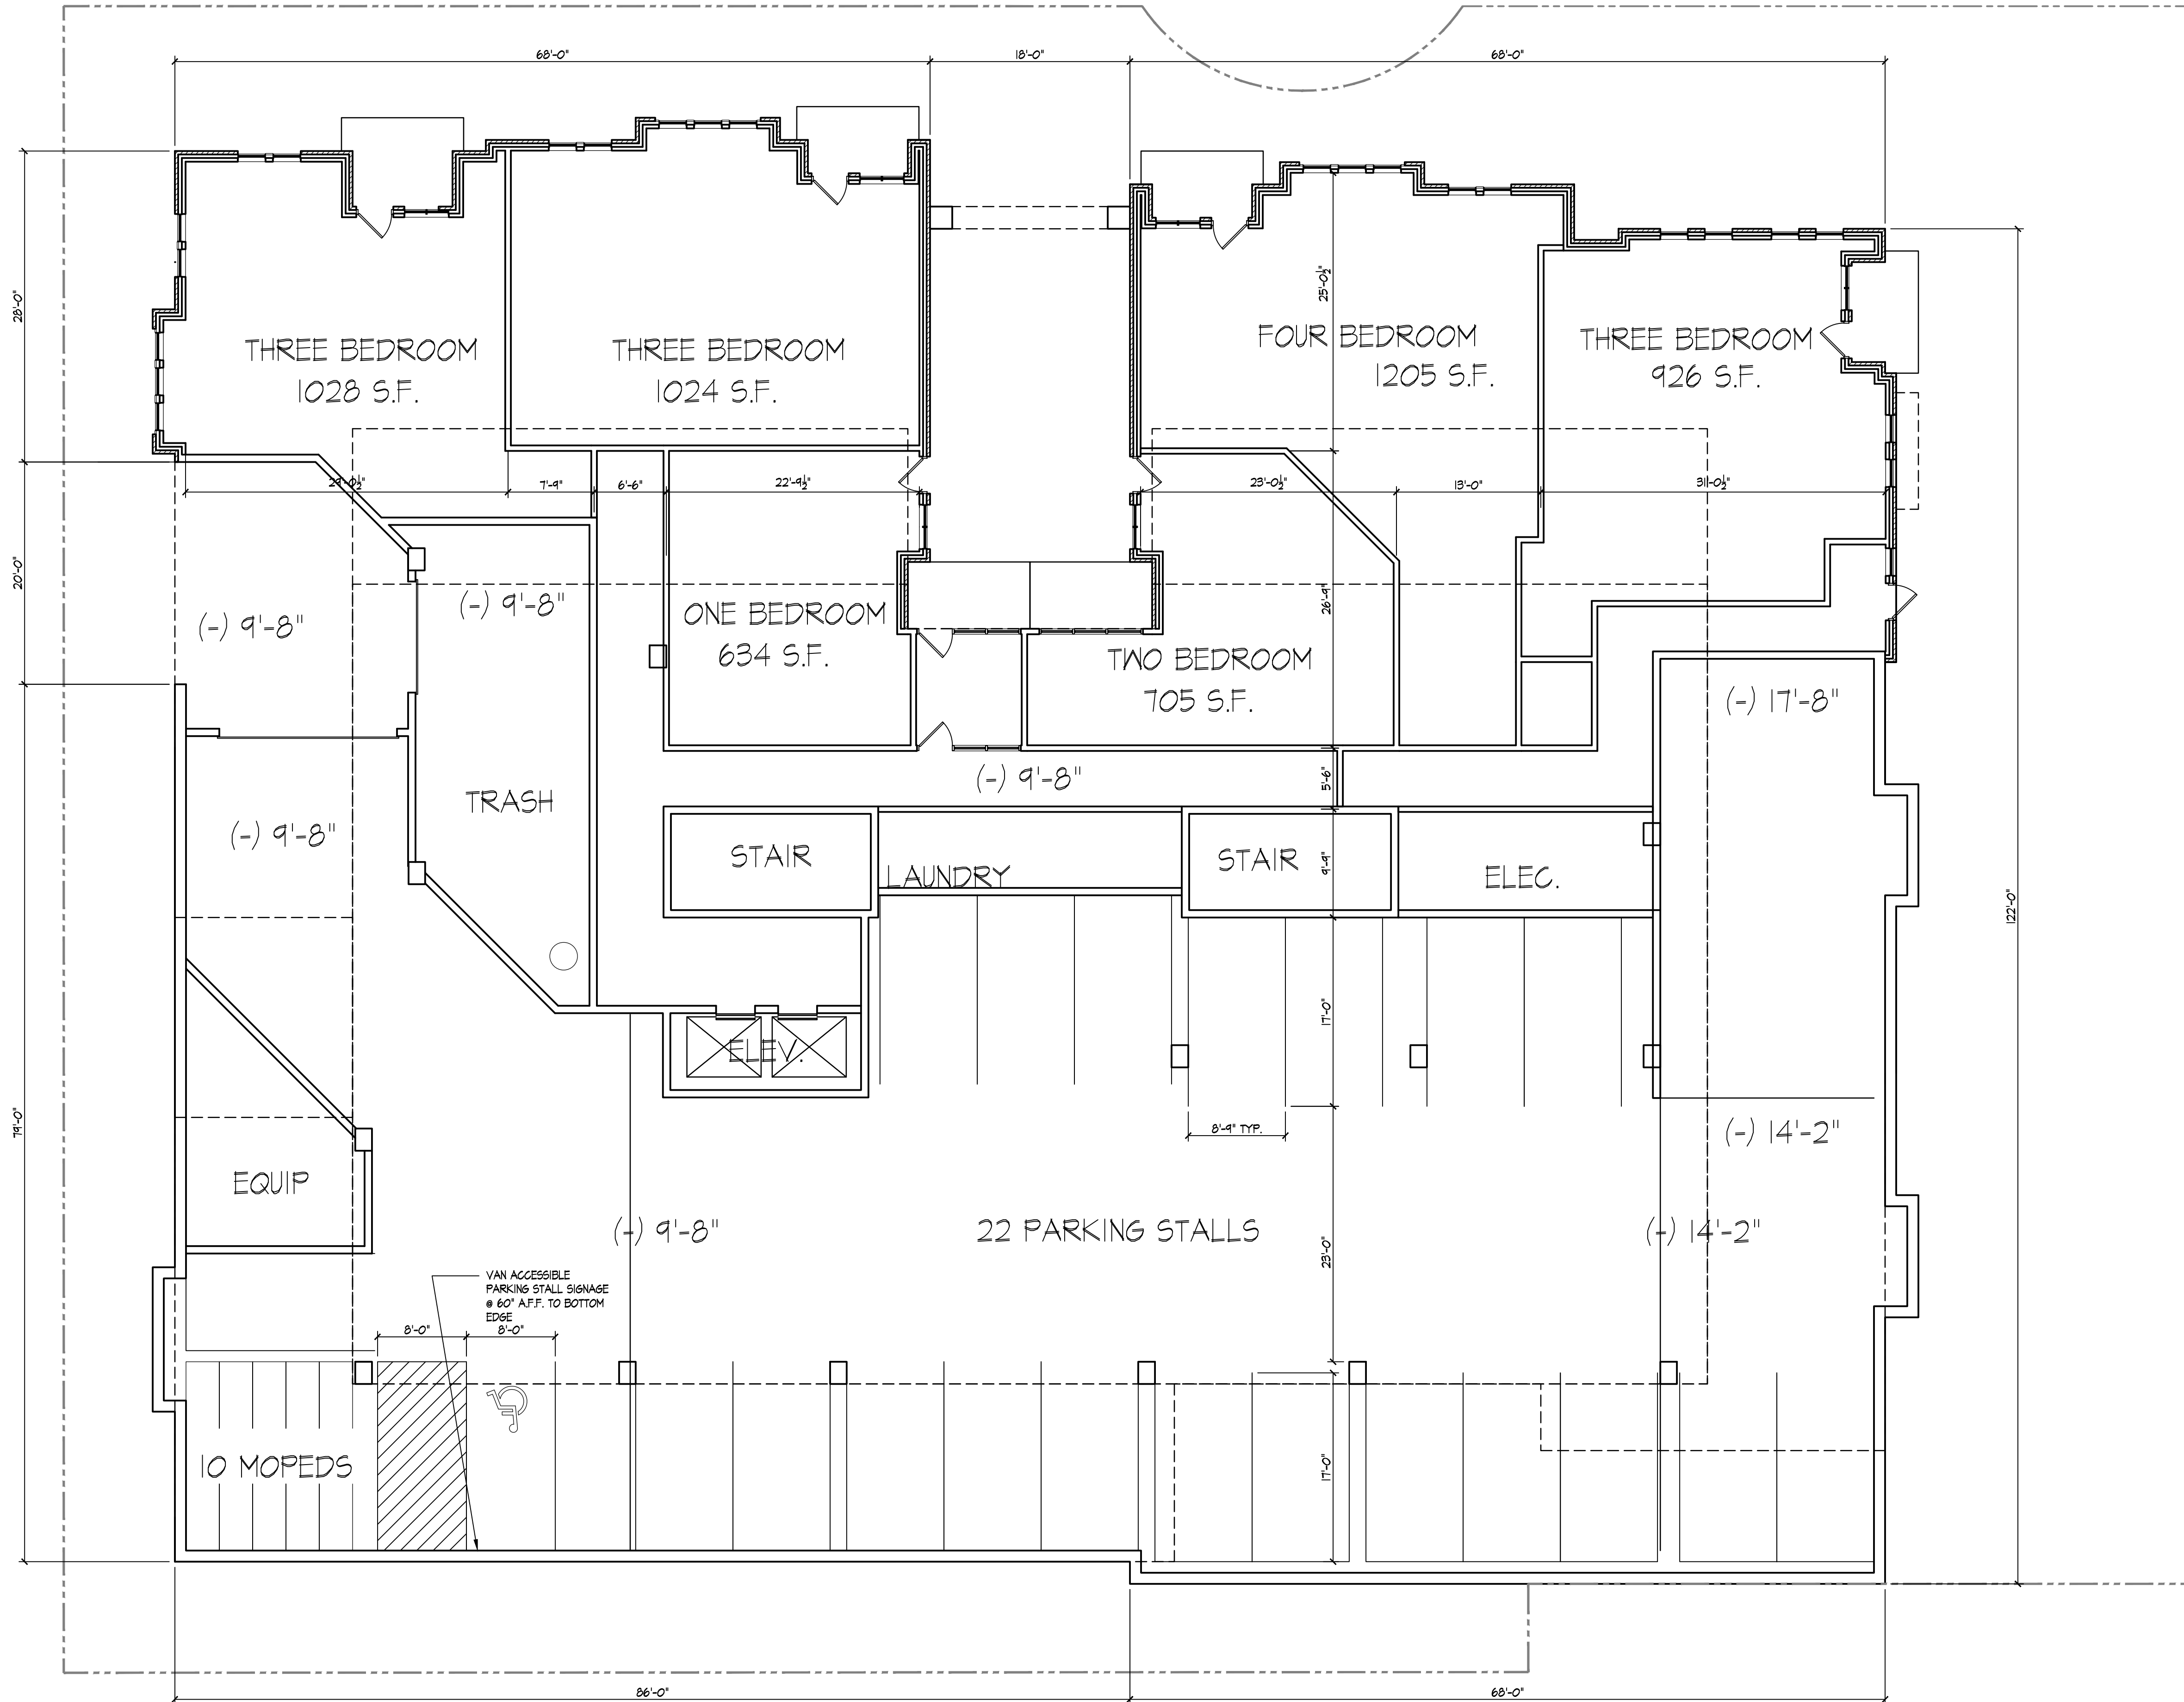 68'-0"
18'-0"
68'-0"
28'-0"
25'-0½"
THREE BEDROOM
1028 S.F.
THREE BEDROOM
1024 S.F.
FOUR BEDROOM
1205 S.F.
THREE BEDROOM
926 S.F.
7'-9"
6'-6"
22'-9½"
23'-0½"
13'-0"
31'-0½"
20'-0"
(-) 9'-8"
(-) 9'-8"
ONE BEDROOM
634 S.F.
26'-9"
TWO BEDROOM
705 S.F.
(-) 17'-8"
(-) 9'-8"
5'-6"
TRASH
(-) 9'-8"
STAIR
LAUNDRY
STAIR
9'-9"
ELEC.
122'-0"
17'-0"
ELEV.
79'-0"
8'-9" TYP.
(-) 14'-2"
EQUIP
(-) 9'-8"
22 PARKING STALLS
23'-0"
(-) 14'-2"
VAN ACCESSIBLE
PARKING STALL SIGNAGE
@ 60" A.F.F. TO BOTTOM
EDGE
8'-0"
8'-0"
10 MOPEDS
17'-0"
86'-0"
68'-0"